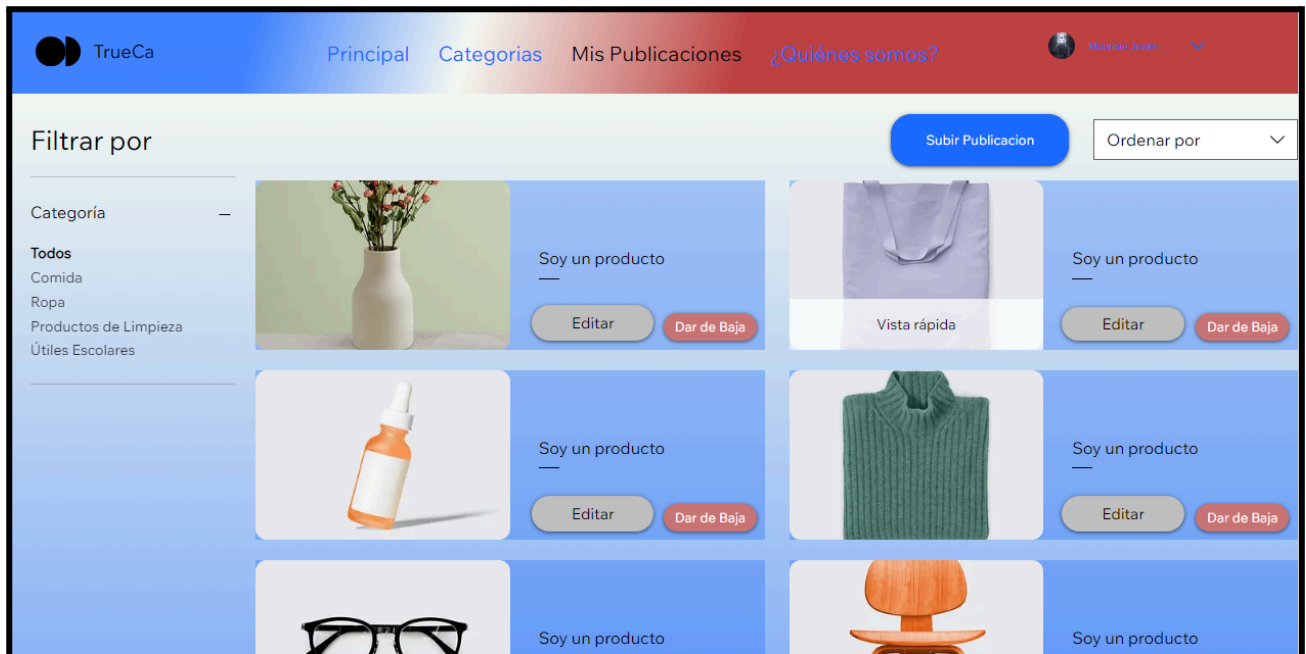 TrueCa
Principal
Categorias
Mis Publicaciones
¿Quiénes somos?
Filtrar por
Subir Publicacion
Ordenar por
Categoría
Todos
Comida
Ropa
Productos de Limpieza
Útiles Escolares
Soy un producto
Editar
Dar de Baja
Vista rápida
Soy un producto
Editar
Dar de Baja
Soy un producto
Editar
Dar de Baja
Soy un producto
Editar
Dar de Baja
Soy un producto
Soy un producto